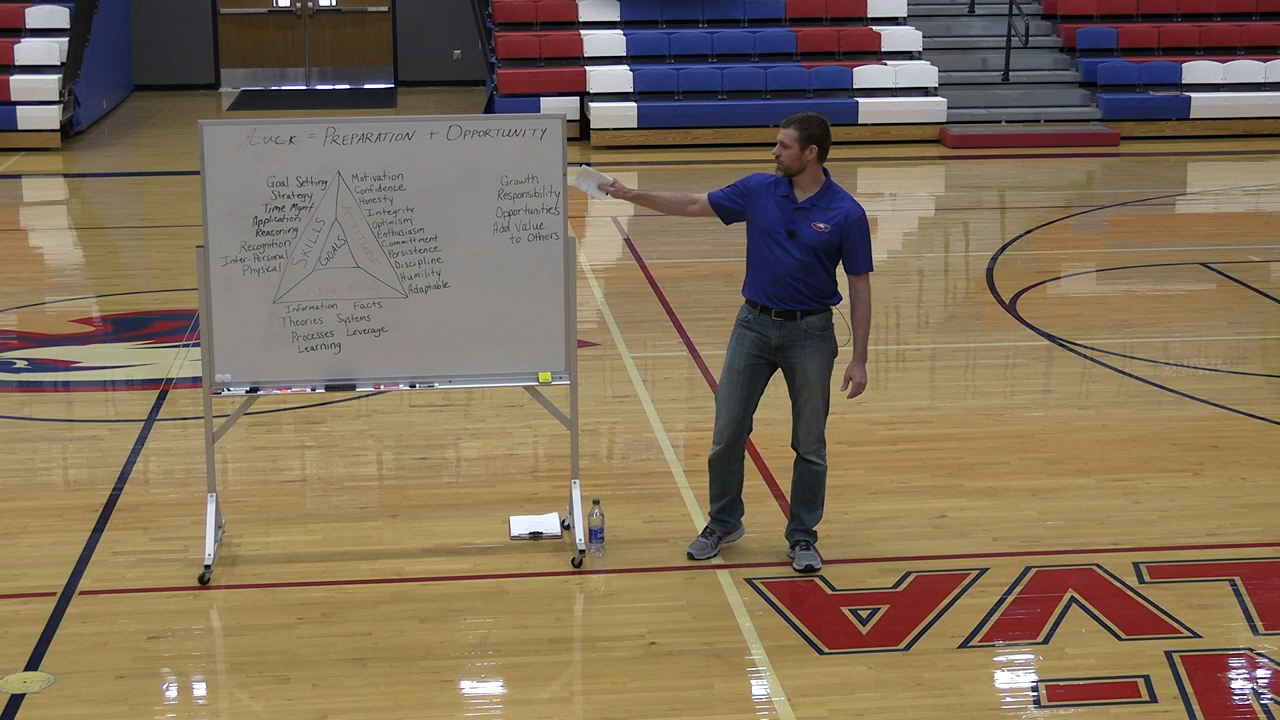 Luck = PREPARATION + OPPORTUNITY
Goal Setting
Strategy
Time Mgmt
Application
Reasoning
Recognition
Inter-Personal
Physical
SKILLS
GOALS
ATTITUDE
KNOWLEDGE
Motivation
Confidence
Honesty
Integrity
Optimism
Enthusiasm
Committment
Persistence
Discipline
Humility
Adaptable
Information Facts
Theories Systems
Processes Leverage
Learning
Growth
Responsibility
Opportunities
Add Value
to Others
LVA